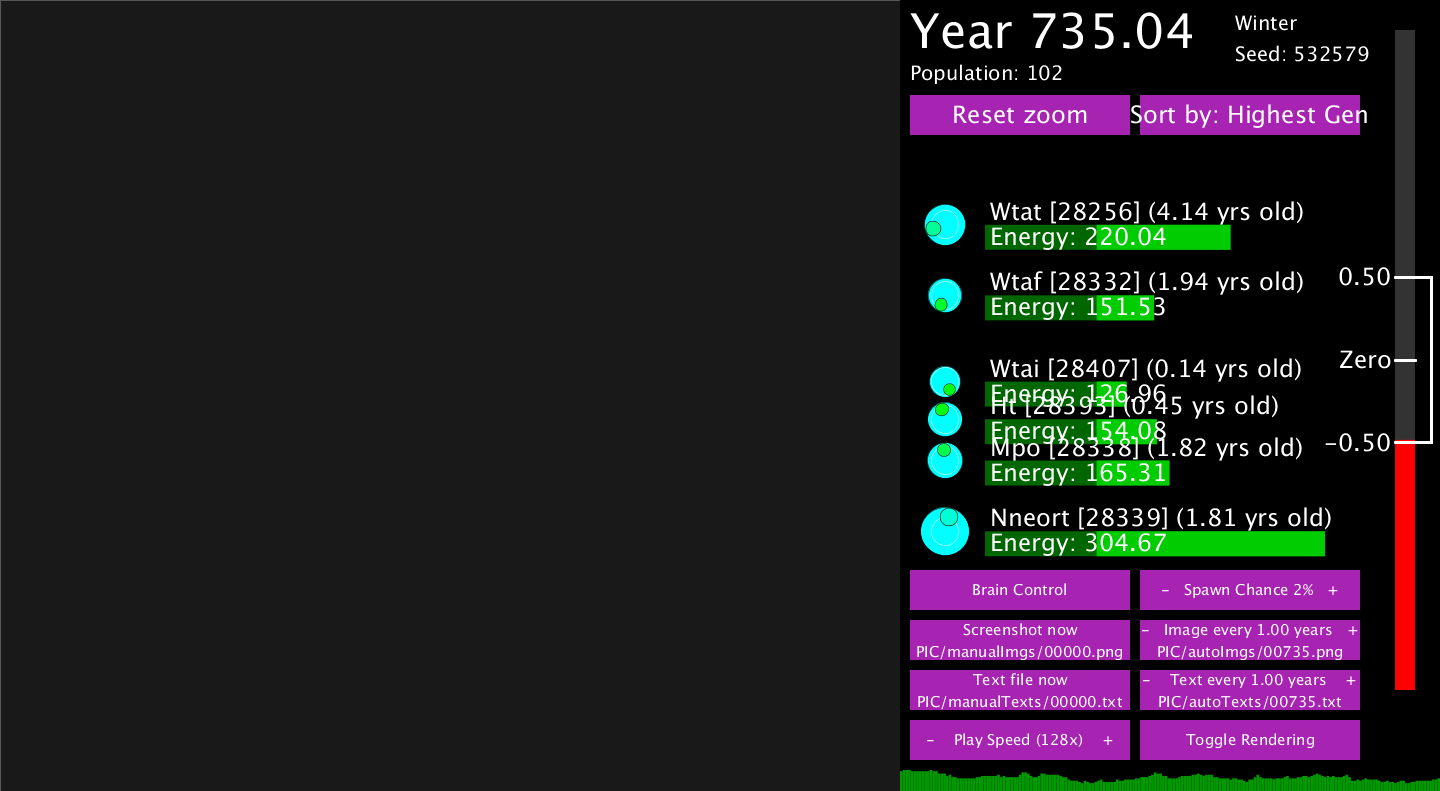 Year 735.04
Winter
Seed: 532579
Population: 102
Reset zoom
Sort by: Highest Gen
Wtat [28256] (4.14 yrs old)
Energy: 220.04
Wtaf [28332] (1.94 yrs old)
Energy: 151.53
0.50
Zero
-0.50
Wtai [28407] (0.14 yrs old)
Energy: 126.96
Ht [28393] (0.45 yrs old)
Energy: 154.08
Mpo [28338] (1.82 yrs old)
Energy: 165.31
Nneort [28339] (1.81 yrs old)
Energy: 304.67
Brain Control
- Spawn Chance 2% +
Screenshot now
PIC/manualImgs/00000.png
- Image every 1.00 years +
PIC/autoImgs/00735.png
Text file now
PIC/manualTexts/00000.txt
- Text every 1.00 years +
PIC/autoTexts/00735.txt
- Play Speed (128x) +
Toggle Rendering